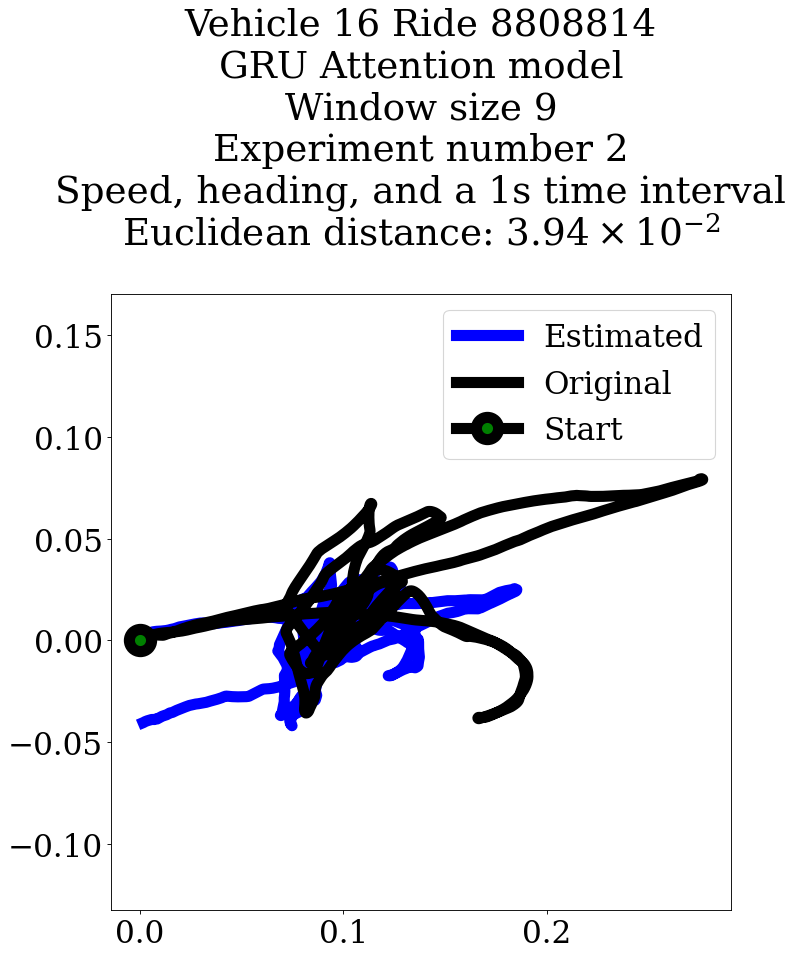 Vehicle 16 Ride 8808814
GRU Attention model
Window size 9
Experiment number 2
Speed, heading, and a 1s time interval
Euclidean distance: 3.94 × 10⁻²
Estimated
Original
Start
0.15
0.10
0.05
0.00
−0.05
−0.10
0.0 0.1 0.2